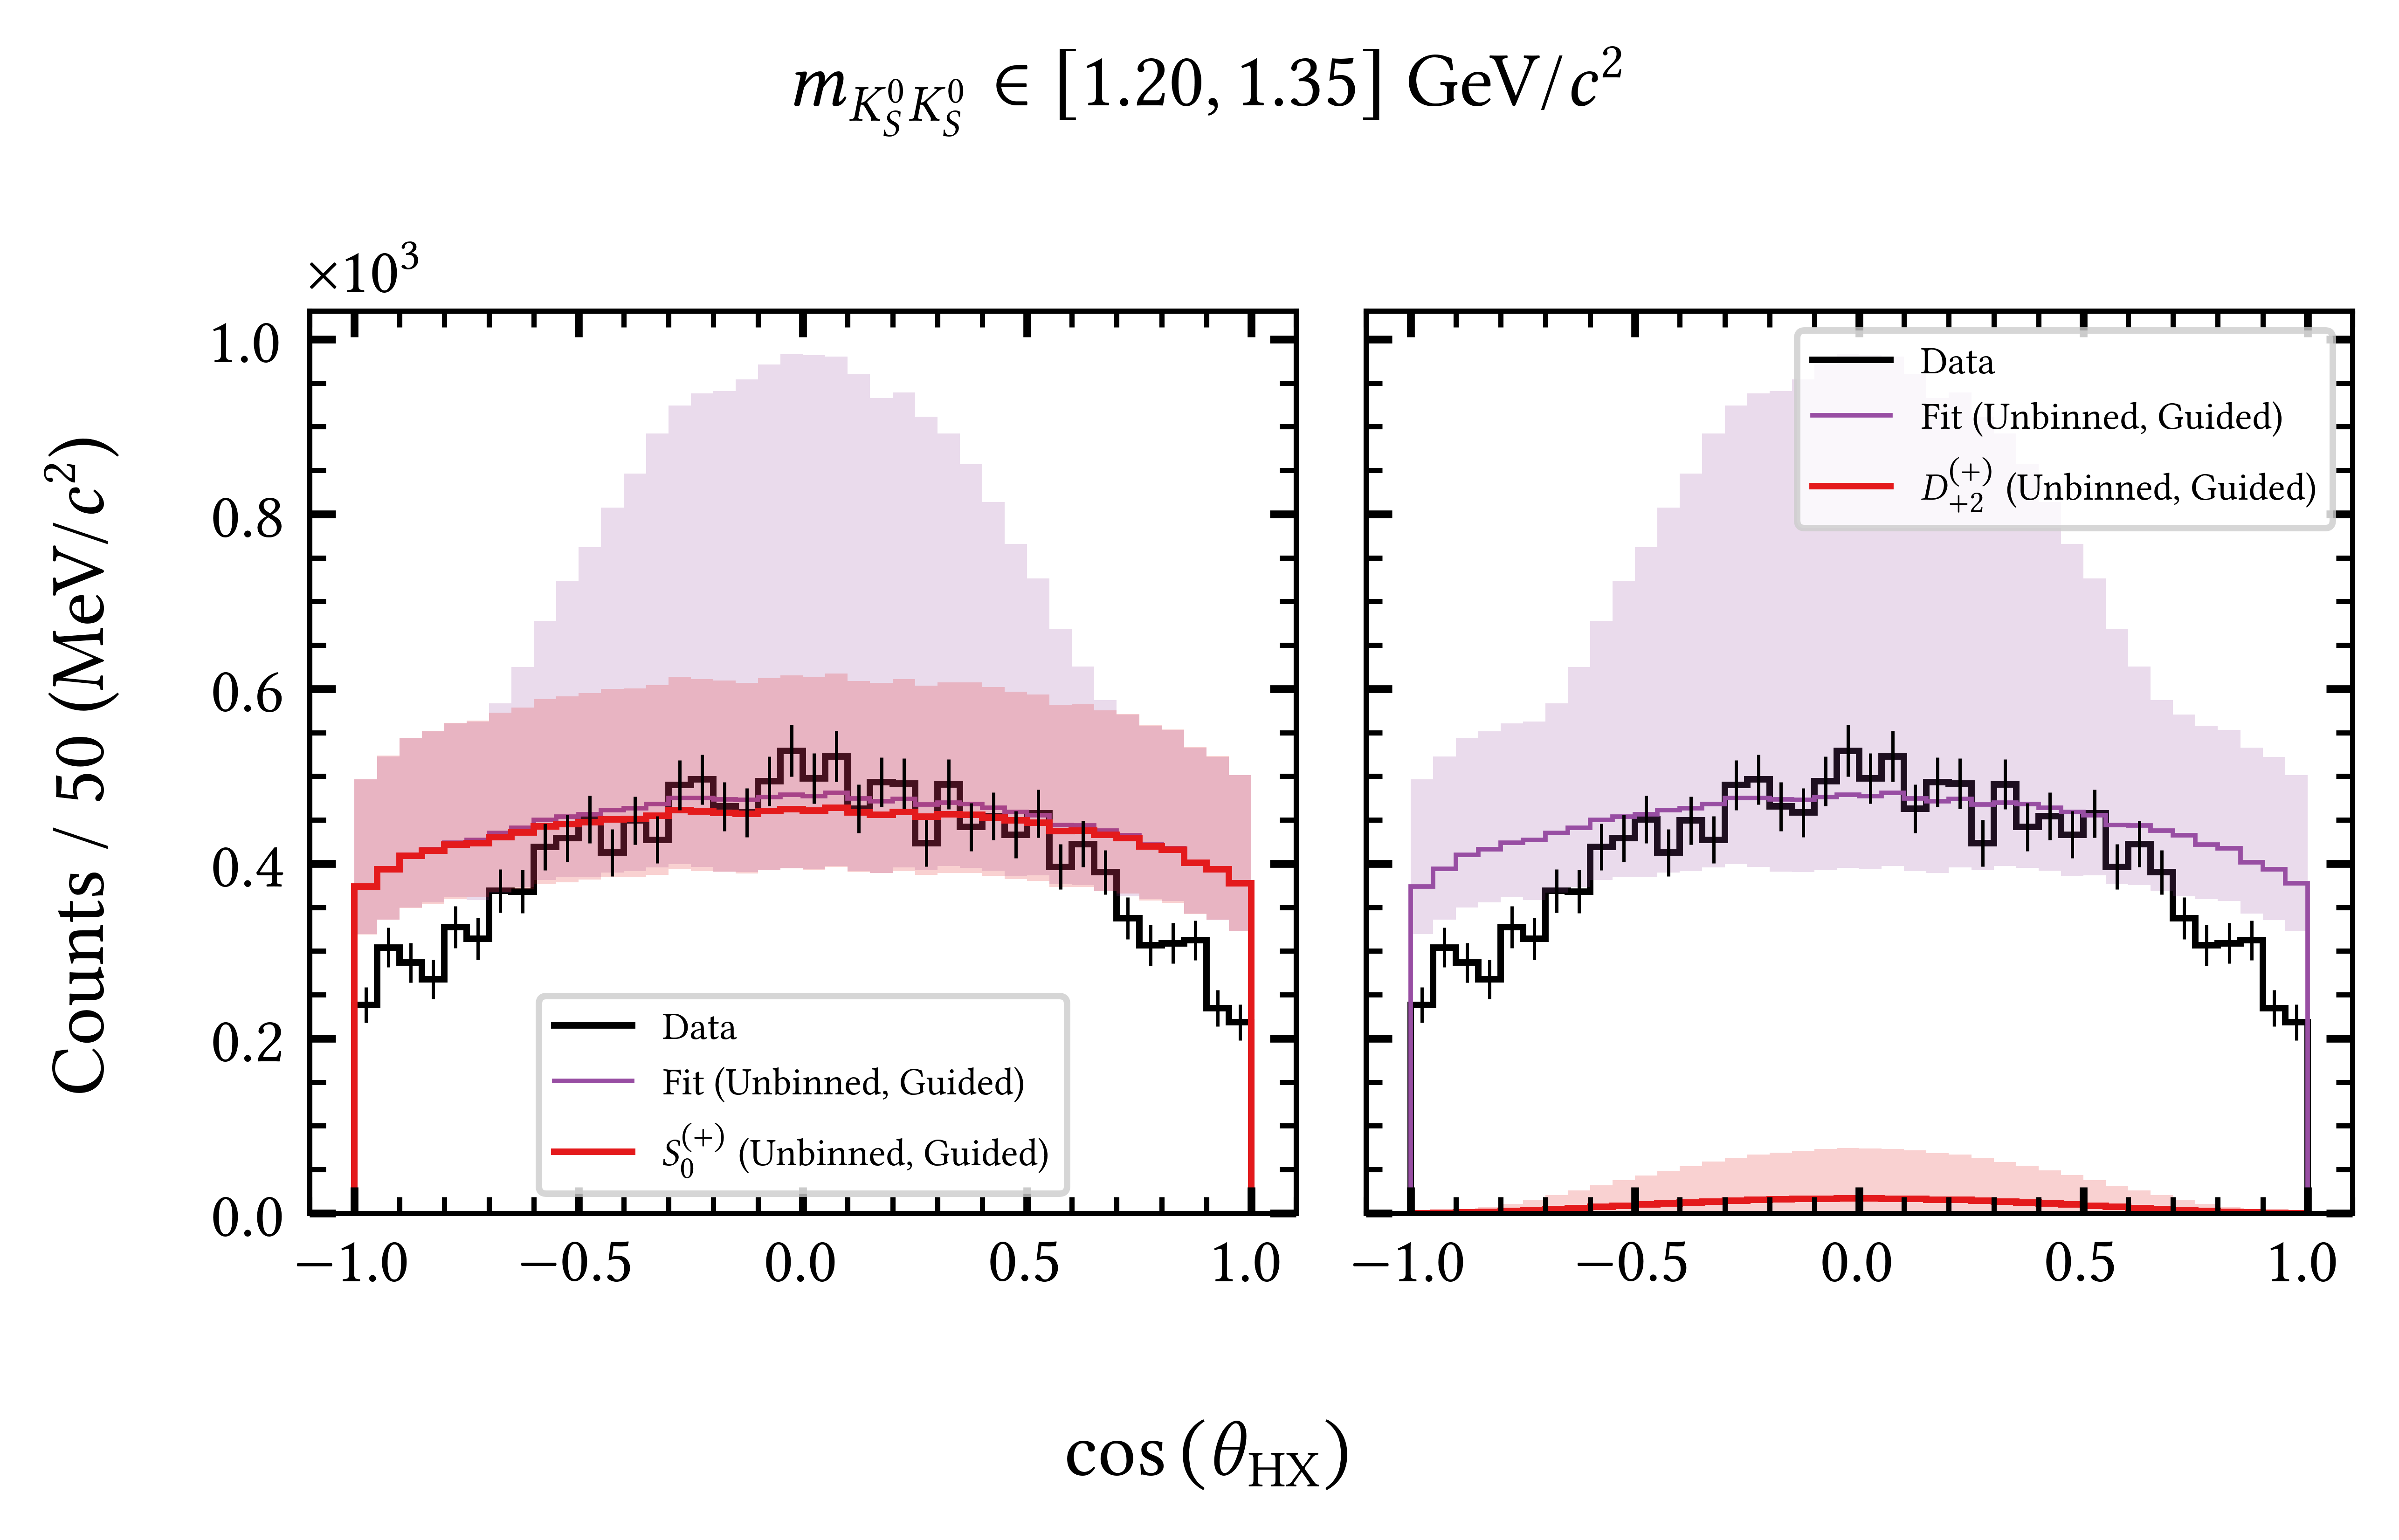 m_{K_S^0 K_S^0} ∈ [1.20, 1.35] GeV/c²
×10³
1.0
0.8
0.6
0.4
0.2
0.0
Counts / 50 (MeV/c²)
Data
Fit (Unbinned, Guided)
S_0^{(+)} (Unbinned, Guided)
−1.0 −0.5 0.0 0.5 1.0
Data
Fit (Unbinned, Guided)
D_{+2}^{(+)} (Unbinned, Guided)
−1.0 −0.5 0.0 0.5 1.0
cos (θ_{HX})